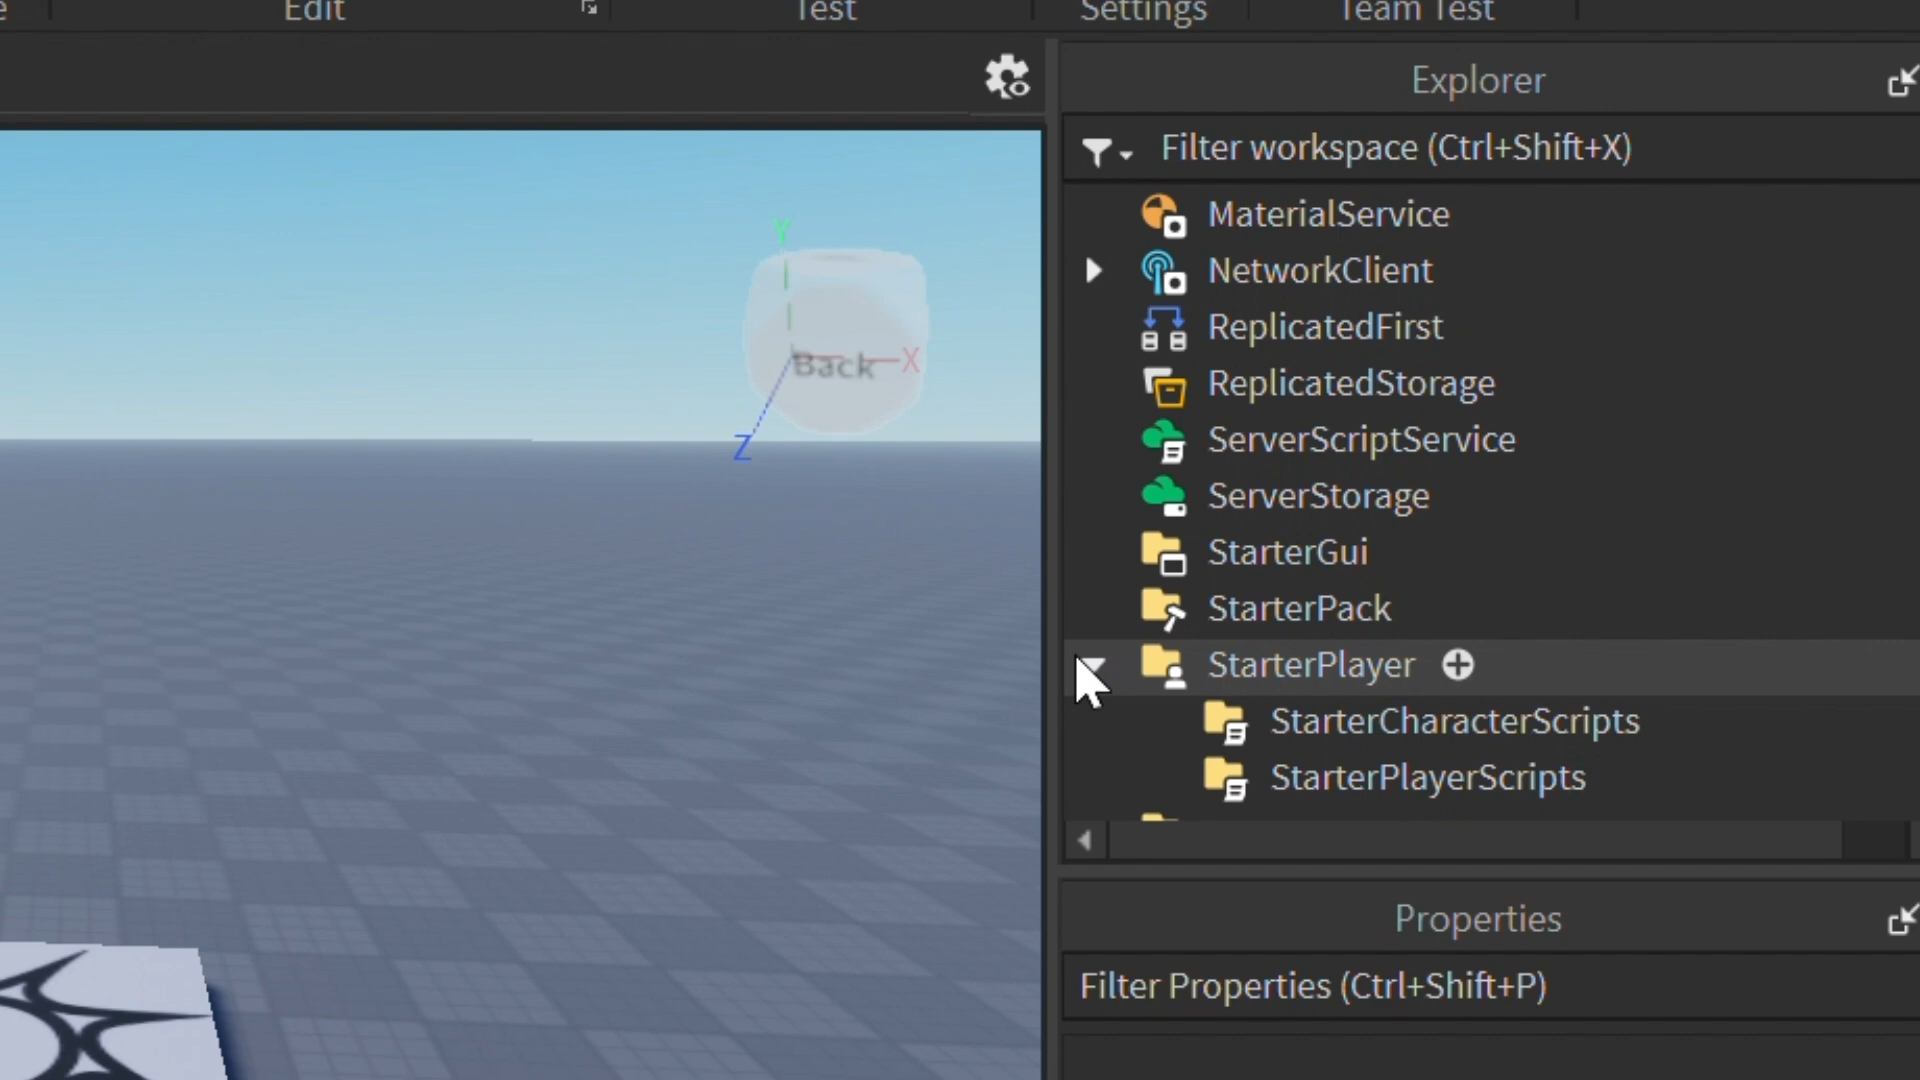 Edit
Test
Settings
Team Test
Explorer
Filter workspace (Ctrl+Shift+X)
MaterialService
NetworkClient
ReplicatedFirst
ReplicatedStorage
ServerScriptService
ServerStorage
StarterGui
StarterPack
StarterPlayer
StarterCharacterScripts
StarterPlayerScripts
Y
Back
X
Z
Properties
Filter Properties (Ctrl+Shift+P)